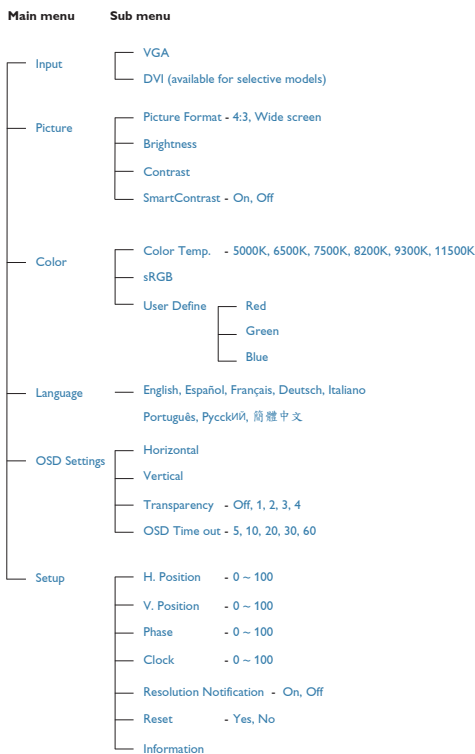 Main menu Sub menu
Input VGA
DVI (available for selective models)
Picture Picture Format - 4:3, Wide screen
Brightness
Contrast
SmartContrast - On, Off
Color Color Temp. - 5000K, 6500K, 7500K, 8200K, 9300K, 11500K
sRGB
User Define Red
Green
Blue
Language English, Español, Français, Deutsch, Italiano
Português, Русский, 简體中文
OSD Settings Horizontal
Vertical
Transparency - Off, 1, 2, 3, 4
OSD Time out - 5, 10, 20, 30, 60
Setup H. Position - 0 ~ 100
V. Position - 0 ~ 100
Phase - 0 ~ 100
Clock - 0 ~ 100
Resolution Notification - On, Off
Reset - Yes, No
Information